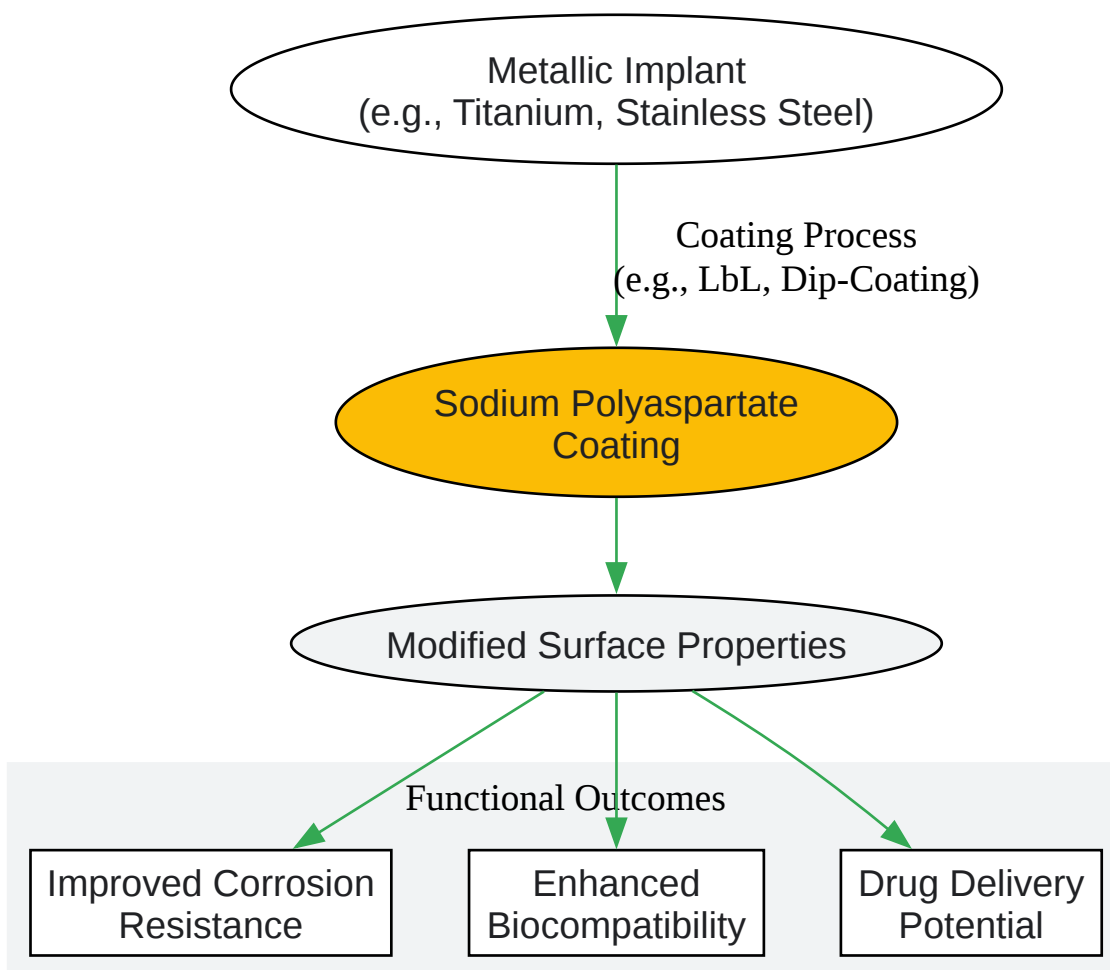 Metallic Implant
(e.g., Titanium, Stainless Steel)
Coating Process
(e.g., LbL, Dip-Coating)
Sodium Polyaspartate
Coating
Modified Surface Properties
Functional Outcomes
Improved Corrosion
Resistance
Enhanced
Biocompatibility
Drug Delivery
Potential